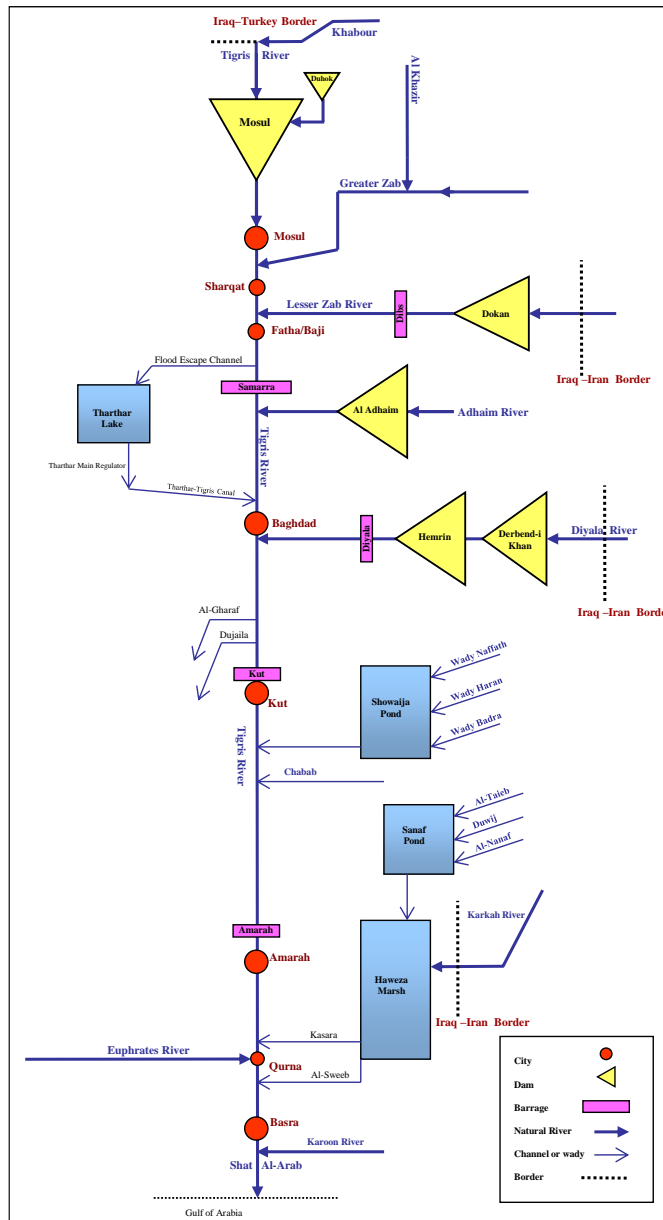 Iraq–Turkey Border
Khabour
Tigris River
Duhok
Al Khazir
Mosul
Greater Zab
Mosul
Sharqat
Lesser Zab River
Dibs
Dokan
Fatha/Baji
Iraq –Iran Border
Flood Escape Channel
Samarra
Tharthar
Lake
Al Adhaim
Adhaim River
Tigris River
Tharthar Main Regulator
Tharthar-Tigris Canal
Baghdad
Diyala
Hemrin
Derbend-i
Khan
Diyala River
Iraq –Iran Borde
Al-Gharaf
Dujaila
Kut
Kut
Wady Naffath
Wady Haran
Wady Badra
Showaija
Pond
Tigris River
Chabab
Al-Taieb
Duwij
Al-Nanaf
Sanaf
Pond
Karkah River
Amarah
Amarah
Haweza
Marsh
Iraq –Iran Border
Kasara
Euphrates River
Qurna
Al-Sweeb
Basra
Karoon River
Shat Al-Arab
Gulf of Arabia
City
Dam
Barrage
Natural River
Channel or wady
Border